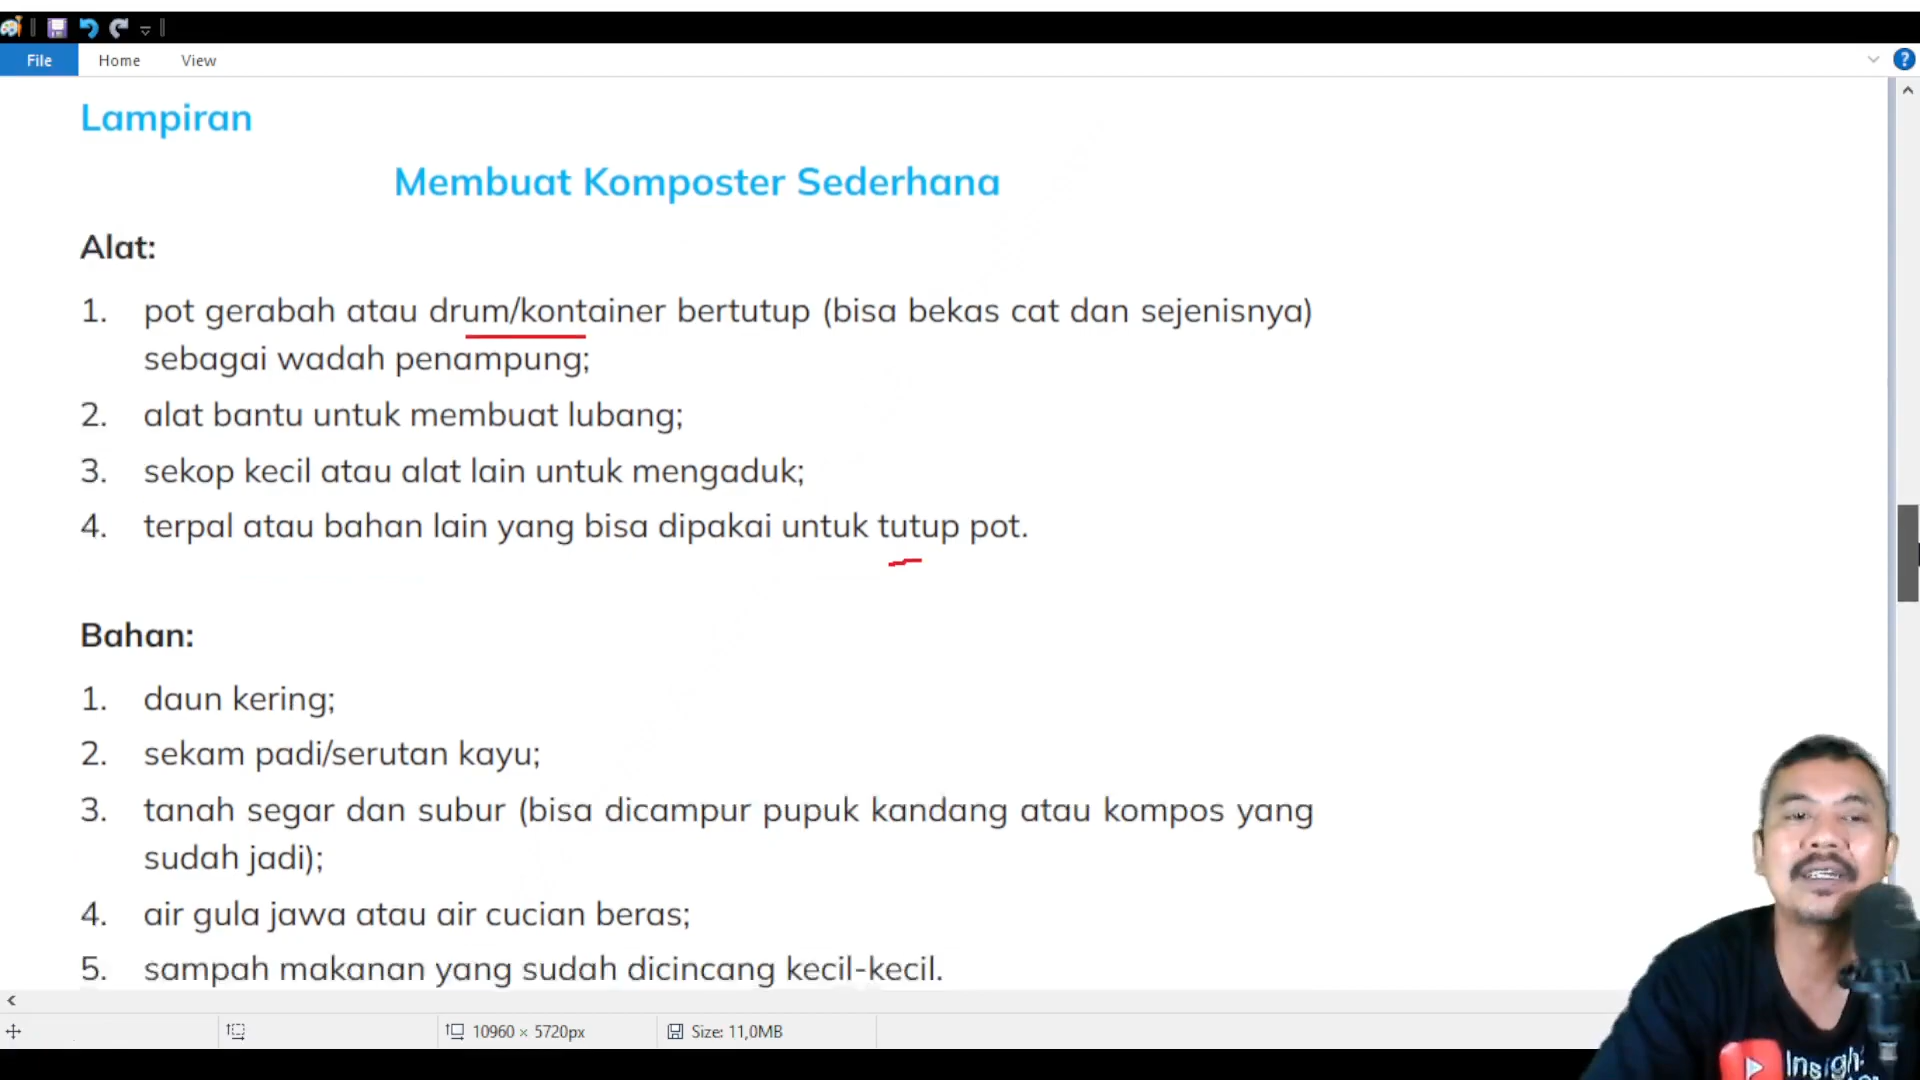 File Home View
Lampiran
Membuat Komposter Sederhana
Alat:
1. pot gerabah atau drum/kontainer bertutup (bisa bekas cat dan sejenisnya)
sebagai wadah penampung;
2. alat bantu untuk membuat lubang;
3. sekop kecil atau alat lain untuk mengaduk;
4. terpal atau bahan lain yang bisa dipakai untuk tutup pot.
Bahan:
1. daun kering;
2. sekam padi/serutan kayu;
3. tanah segar dan subur (bisa dicampur pupuk kandang atau kompos yang
sudah jadi);
4. air gula jawa atau air cucian beras;
5. sampah makanan yang sudah dicincang kecil-kecil.
10960 × 5720px Size: 11,0MB